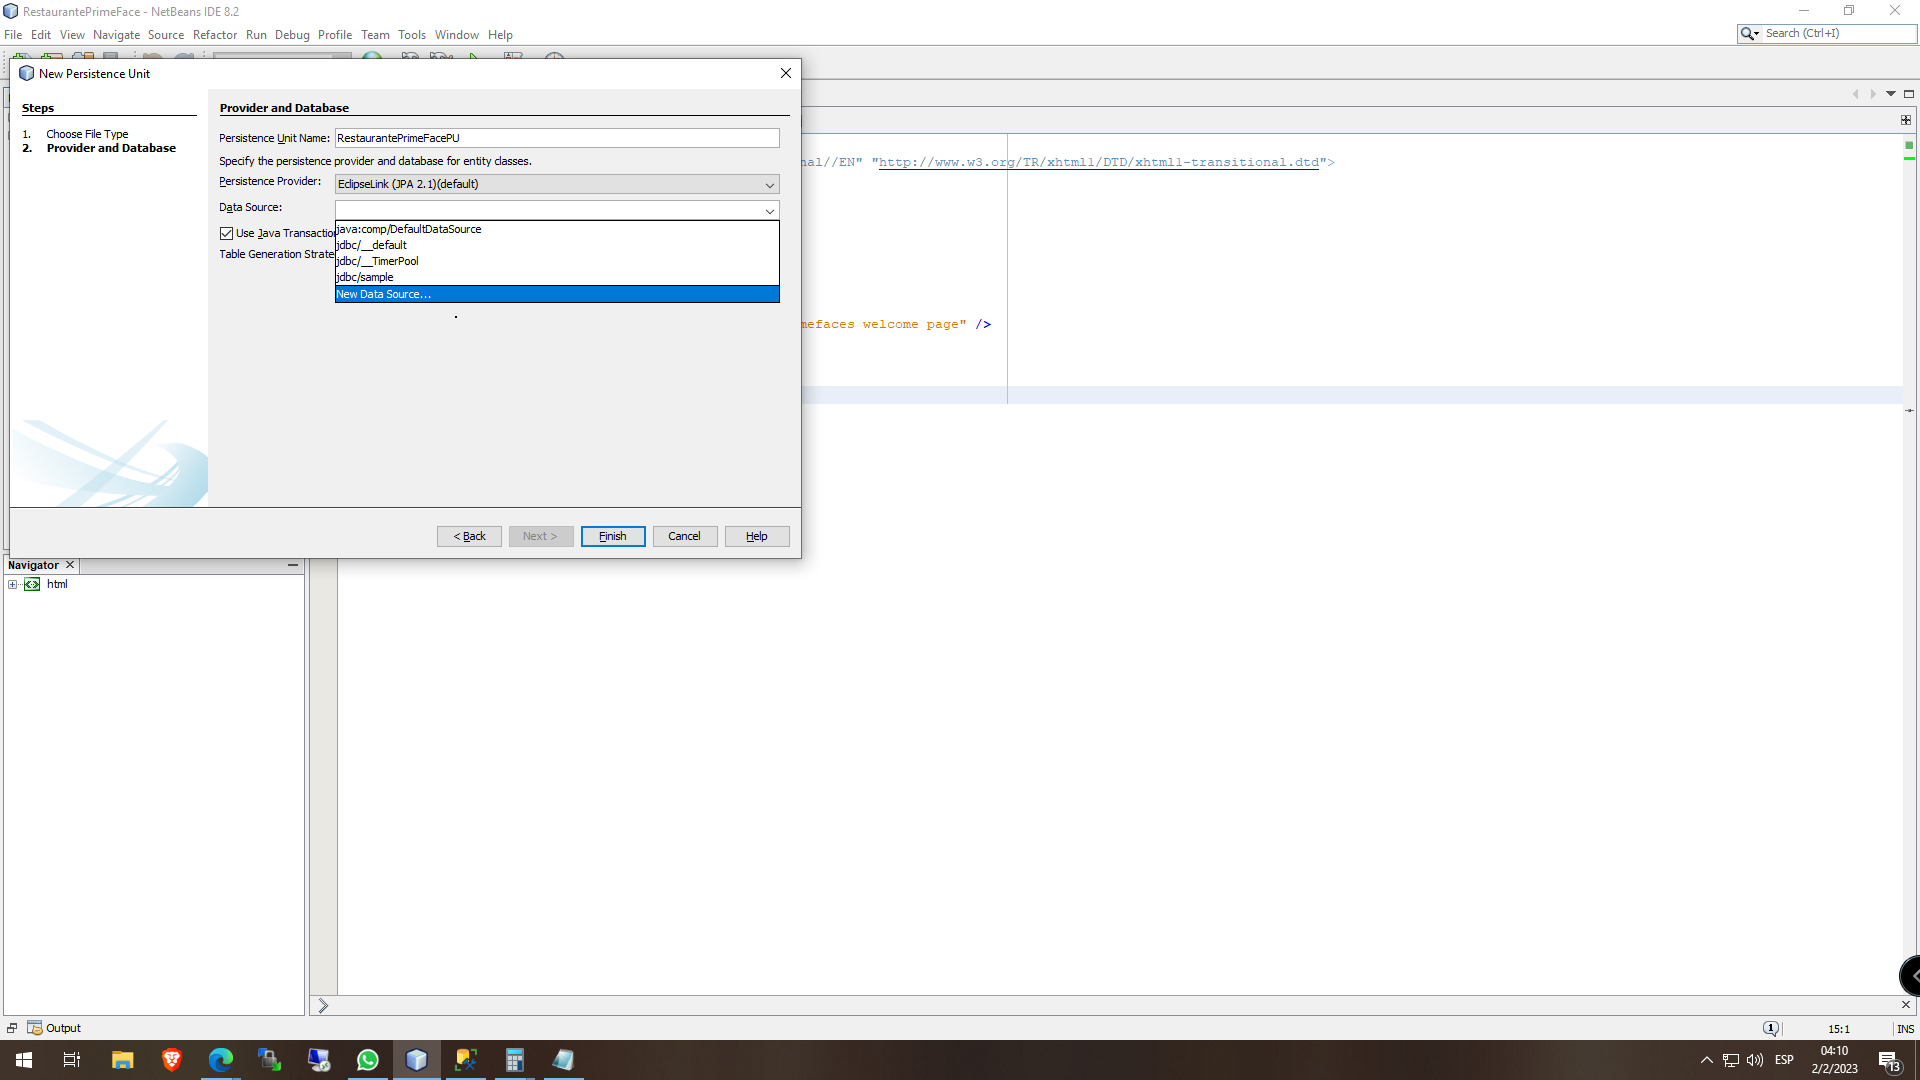 RestaurantePrimeFace - NetBeans IDE 8.2
File Edit View Navigate Source Refactor Run Debug Profile Team Tools Window Help
Search (Ctrl+I)
New Persistence Unit
Steps
1. Choose File Type
2. Provider and Database
Provider and Database
Persistence Unit Name: RestaurantePrimeFacePU
Specify the persistence provider and database for entity classes.
Persistence Provider: EclipseLink (JPA 2.1)(default)
Data Source:
java:comp/DefaultDataSource
Use Java Transaction
jdbc/__default
Table Generation Strate
jdbc/__TimerPool
jdbc/sample
New Data Source...
< Back Next > Finish Cancel Help
nal//EN" "http://www.w3.org/TR/xhtml1/DTD/xhtml1-transitional.dtd">
mefaces welcome page" />
Navigator
html
Output
1
15:1
INS
ESP
04:10
2/2/2023
13